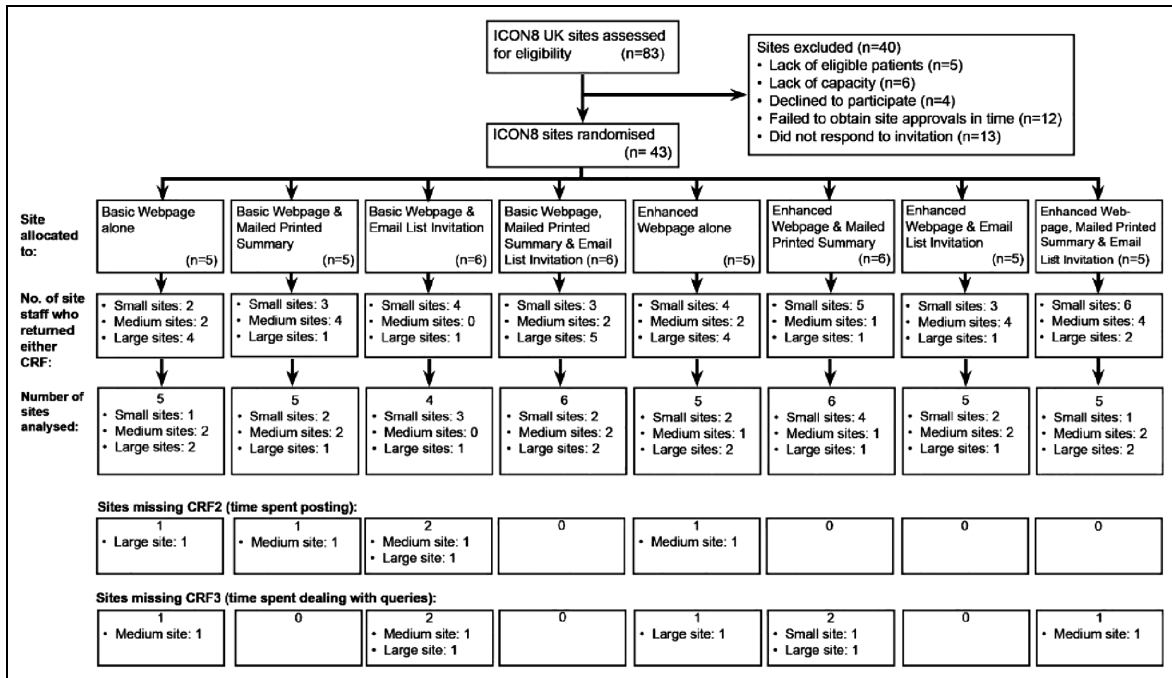 ICON8 UK sites assessed
for eligibility (n=83)
Sites excluded (n=40)
• Lack of eligible patients (n=5)
• Lack of capacity (n=6)
• Declined to participate (n=4)
• Failed to obtain site approvals in time (n=12)
• Did not respond to invitation (n=13)
ICON8 sites randomised
(n= 43)
Site
allocated
to:
Basic Webpage
alone
(n=5)
Basic Webpage &
Mailed Printed
Summary
(n=5)
Basic Webpage &
Email List Invitation
(n=6)
Basic Webpage,
Mailed Printed
Summary & Email
List Invitation (n=6)
Enhanced
Webpage alone
(n=5)
Enhanced
Webpage & Mailed
Printed Summary
(n=6)
Enhanced
Webpage & Email
List Invitation
(n=5)
Enhanced Web-
page, Mailed Printed
Summary & Email
List Invitation (n=5)
No. of site
staff who
returned
either
CRF:
• Small sites: 2
• Medium sites: 2
• Large sites: 4
• Small sites: 3
• Medium sites: 4
• Large sites: 1
• Small sites: 4
• Medium sites: 0
• Large sites: 1
• Small sites: 3
• Medium sites: 2
• Large sites: 5
• Small sites: 4
• Medium sites: 2
• Large sites: 4
• Small sites: 5
• Medium sites: 1
• Large sites: 1
• Small sites: 3
• Medium sites: 4
• Large sites: 1
• Small sites: 6
• Medium sites: 4
• Large sites: 2
Number of
sites
analysed:
5
• Small sites: 1
• Medium sites: 2
• Large sites: 2
5
• Small sites: 2
• Medium sites: 2
• Large sites: 1
4
• Small sites: 3
• Medium sites: 0
• Large sites: 1
6
• Small sites: 2
• Medium sites: 2
• Large sites: 2
5
• Small sites: 2
• Medium sites: 1
• Large sites: 2
6
• Small sites: 4
• Medium sites: 1
• Large sites: 1
5
• Small sites: 2
• Medium sites: 2
• Large sites: 1
5
• Small sites: 1
• Medium sites: 2
• Large sites: 2
Sites missing CRF2 (time spent posting):
1
• Large site: 1
1
• Medium site: 1
2
• Medium site: 1
• Large site: 1
0
1
• Medium site: 1
0
0
0
Sites missing CRF3 (time spent dealing with queries):
1
• Medium site: 1
0
2
• Medium site: 1
• Large site: 1
0
1
• Large site: 1
2
• Small site: 1
• Large site: 1
0
1
• Medium site: 1